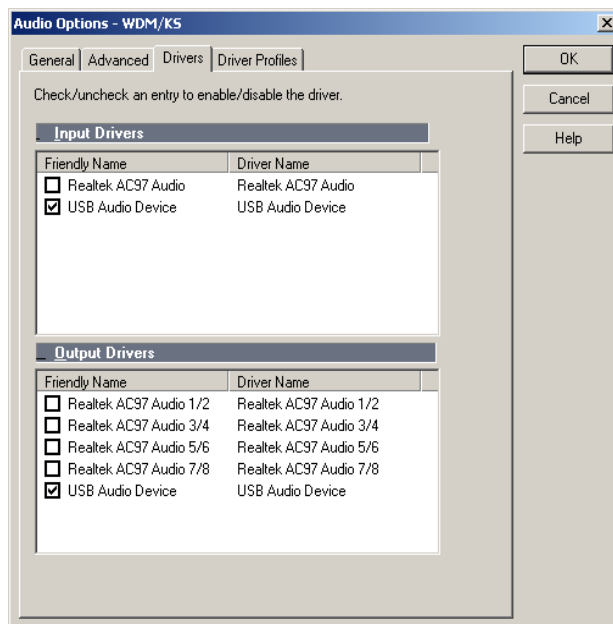 Audio Options - WDM/KS
General Advanced Drivers Driver Profiles
OK
Cancel
Help
Check/uncheck an entry to enable/disable the driver.
Input Drivers
Friendly Name Driver Name
Realtek AC97 Audio Realtek AC97 Audio
USB Audio Device USB Audio Device
Output Drivers
Friendly Name Driver Name
Realtek AC97 Audio 1/2 Realtek AC97 Audio 1/2
Realtek AC97 Audio 3/4 Realtek AC97 Audio 3/4
Realtek AC97 Audio 5/6 Realtek AC97 Audio 5/6
Realtek AC97 Audio 7/8 Realtek AC97 Audio 7/8
USB Audio Device USB Audio Device